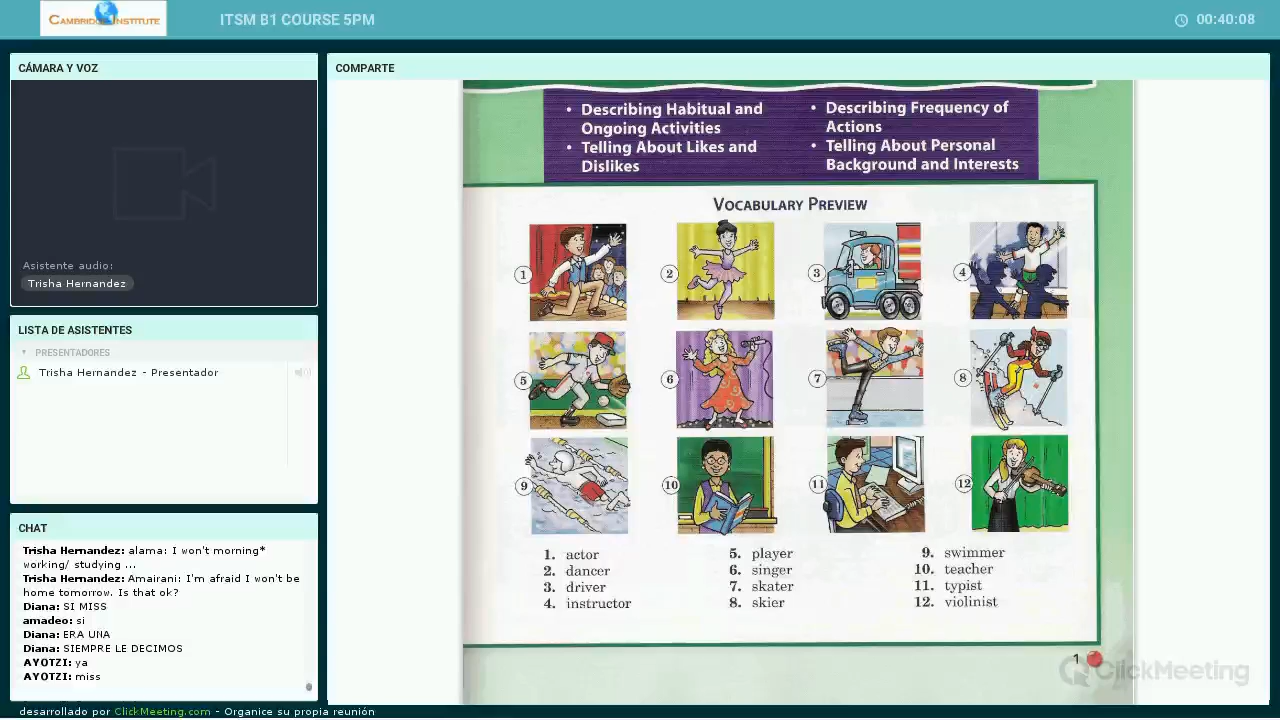 CAMBRIDGE INSTITUTE
ITSM B1 COURSE 5PM
00:40:08
CÁMARA Y VOZ
Asistente audio:
Trisha Hernandez
LISTA DE ASISTENTES
PRESENTADORES
Trisha Hernandez - Presentador
CHAT
Trisha Hernandez: alama: I won't morning*
working/ studying ...
Trisha Hernandez: Amairani: I'm afraid I won't be
home tomorrow. Is that ok?
Diana: SI MISS
amadeo: si
Diana: ERA UNA
Diana: SIEMPRE LE DECIMOS
AYOTZI: ya
AYOTZI: miss
COMPARTE
• Describing Habitual and
Ongoing Activities
• Telling About Likes and
Dislikes
• Describing Frequency of
Actions
• Telling About Personal
Background and Interests
VOCABULARY PREVIEW
1 2 3 4
5 6 7 8
9 10 11 12
1. actor
2. dancer
3. driver
4. instructor
5. player
6. singer
7. skater
8. skier
9. swimmer
10. teacher
11. typist
12. violinist
1
ClickMeeting
desarrollado por ClickMeeting.com - Organice su propia reunión